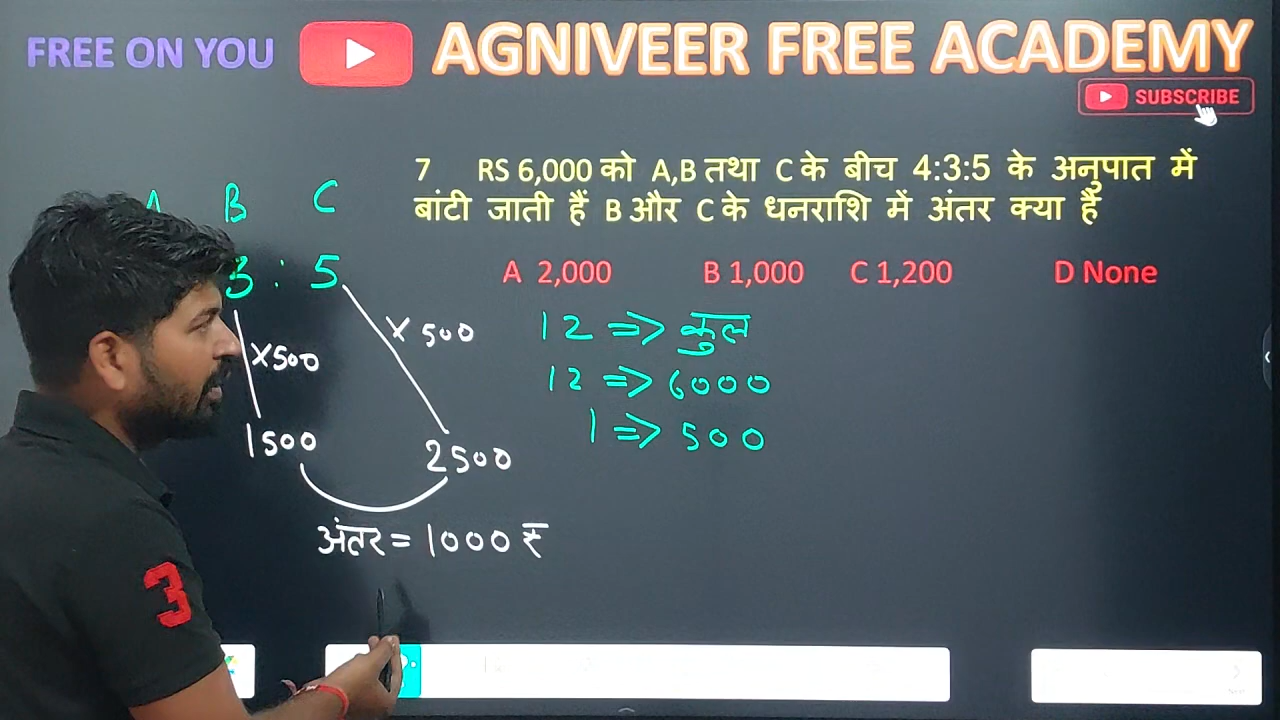 FREE ON YOU AGNIVEER FREE ACADEMY
SUBSCRIBE
7 RS 6,000 को A,B तथा C के बीच 4:3:5 के अनुपात में
बांटी जाती हैं B और C के धनराशि में अंतर क्या है
A 2,000 B 1,000 C 1,200 D None
A B C
3 : 5
×500 × 500
1500 2500
अंतर = 1000 ₹
12 => कुल
12 => 6000
1 => 500
3